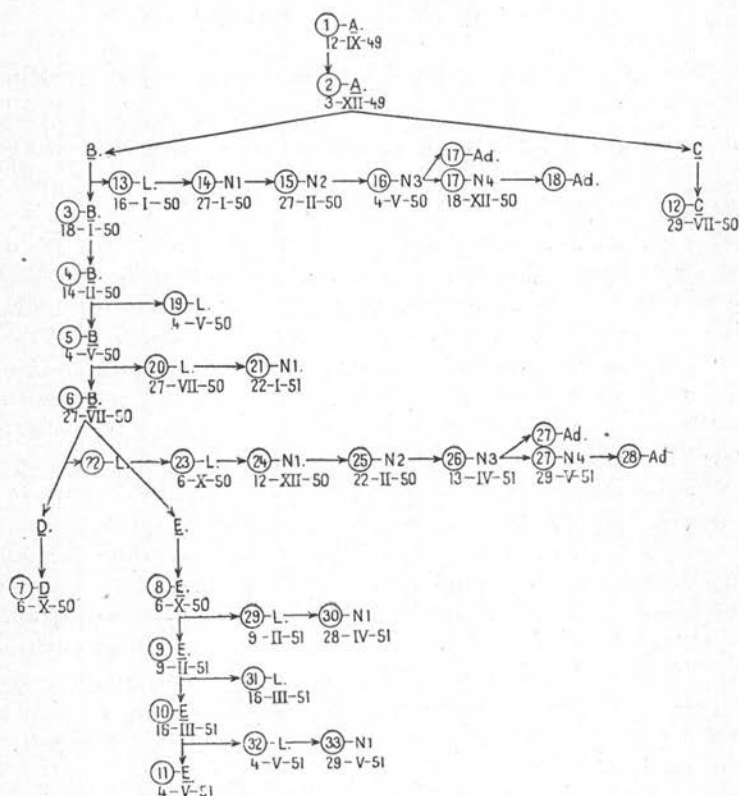 1 A.
12-IX-49
2 A.
3-XII-49
B. C
13 L. 14 N1 15 N2 16 N3 17 Ad. 17 N4 18 Ad.
16-I-50 27-I-50 27-II-50 4-V-50 18-XII-50
3 B. 12 C
18-I-50 29-VII-50
4 B.
14-II-50
19 L.
4-V-50
5 B
4-V-50
20 L. 21 N1.
27-VII-50 22-I-51
6 B.
27-VII-50
22 L. 23 L. 24 N1. 25 N2 26 N3 27 Ad. 27 N4 28 Ad
6-X-50 12-XII-50 22-II-50 13-IV-51 29-V-51
D. E.
7 D 8 E.
6-X-50 6-X-50
29 L. 30 N1
9-II-51 28-IV-51
9 E.
9-II-51
31 L.
16-III-51
10 E
16-III-51
32 L. 33 N1
4-V-51 29-V-51
11 E.
4-V-51